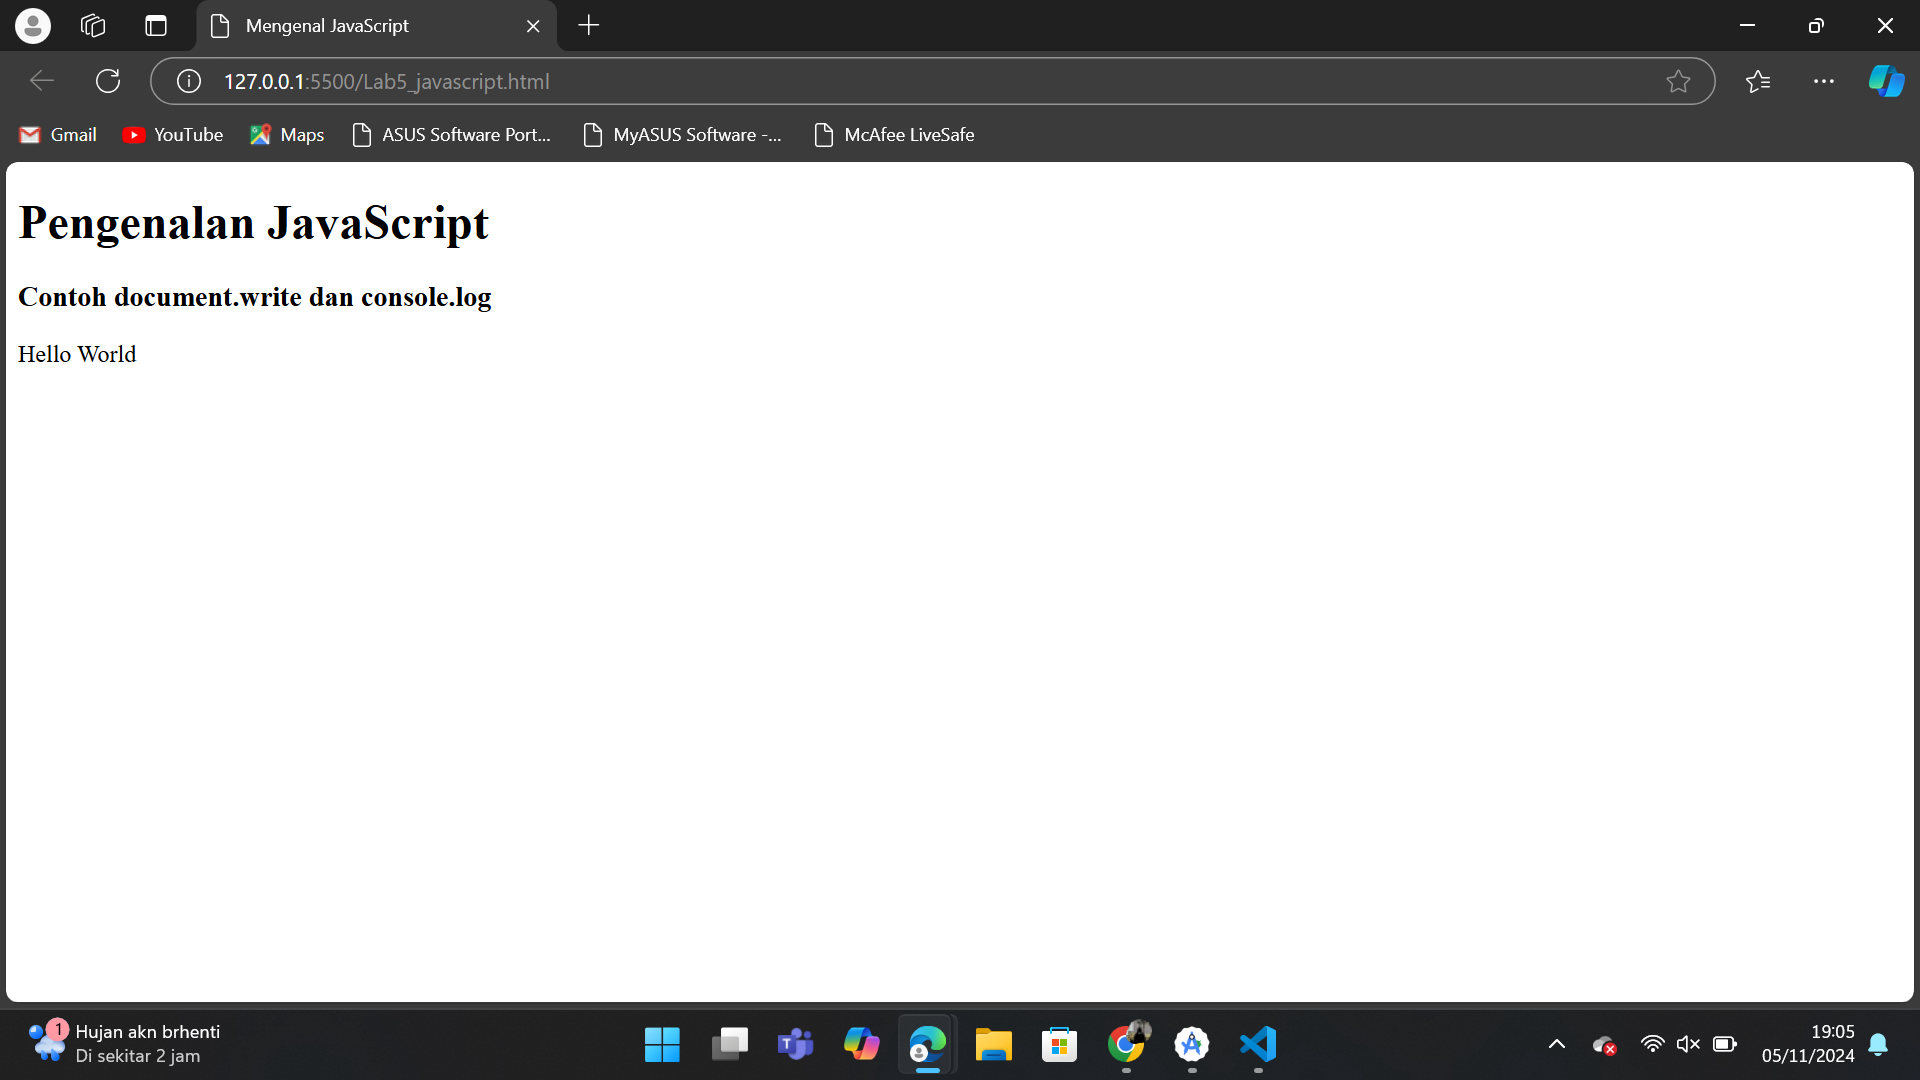 Mengenal JavaScript
127.0.0.1:5500/Lab5_javascript.html
Gmail
YouTube
Maps
ASUS Software Port...
MyASUS Software -...
McAfee LiveSafe
Pengenalan JavaScript
Contoh document.write dan console.log
Hello World
1
Hujan akn brhenti
Di sekitar 2 jam
19:05
05/11/2024